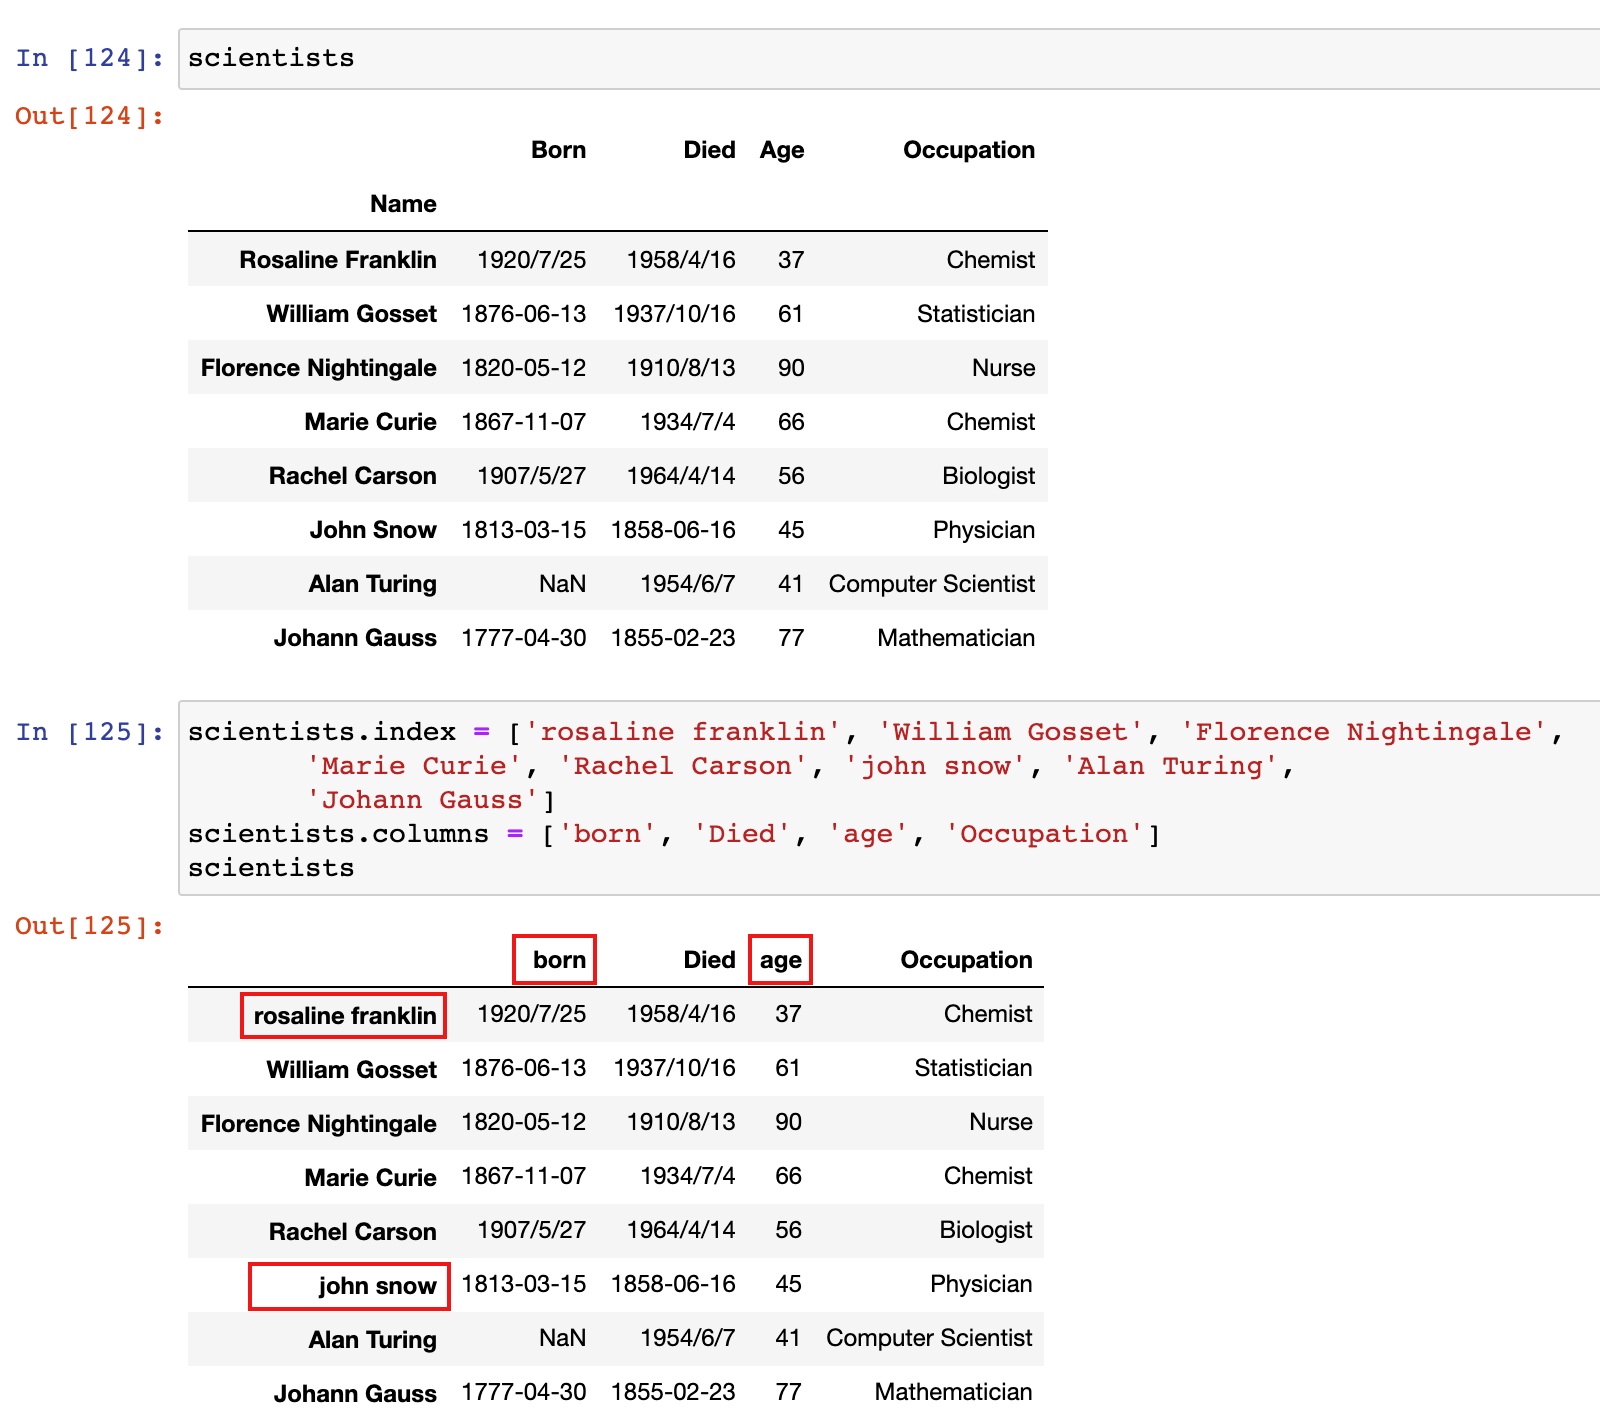 In [124]: scientists
Out[124]:
Born Died Age Occupation
Name
Rosaline Franklin 1920/7/25 1958/4/16 37 Chemist
William Gosset 1876-06-13 1937/10/16 61 Statistician
Florence Nightingale 1820-05-12 1910/8/13 90 Nurse
Marie Curie 1867-11-07 1934/7/4 66 Chemist
Rachel Carson 1907/5/27 1964/4/14 56 Biologist
John Snow 1813-03-15 1858-06-16 45 Physician
Alan Turing NaN 1954/6/7 41 Computer Scientist
Johann Gauss 1777-04-30 1855-02-23 77 Mathematician
In [125]: scientists.index = ['rosaline franklin', 'William Gosset', 'Florence Nightingale',
'Marie Curie', 'Rachel Carson', 'john snow', 'Alan Turing',
'Johann Gauss']
scientists.columns = ['born', 'Died', 'age', 'Occupation']
scientists
Out[125]:
born Died age Occupation
rosaline franklin 1920/7/25 1958/4/16 37 Chemist
William Gosset 1876-06-13 1937/10/16 61 Statistician
Florence Nightingale 1820-05-12 1910/8/13 90 Nurse
Marie Curie 1867-11-07 1934/7/4 66 Chemist
Rachel Carson 1907/5/27 1964/4/14 56 Biologist
john snow 1813-03-15 1858-06-16 45 Physician
Alan Turing NaN 1954/6/7 41 Computer Scientist
Johann Gauss 1777-04-30 1855-02-23 77 Mathematician